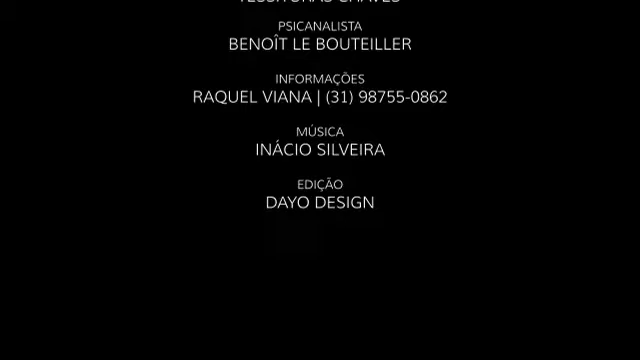 PSICANALISTA
BENOÎT LE BOUTEILLER
INFORMAÇÕES
RAQUEL VIANA | (31) 98755-0862
MÚSICA
INÁCIO SILVEIRA
EDIÇÃO
DAYO DESIGN